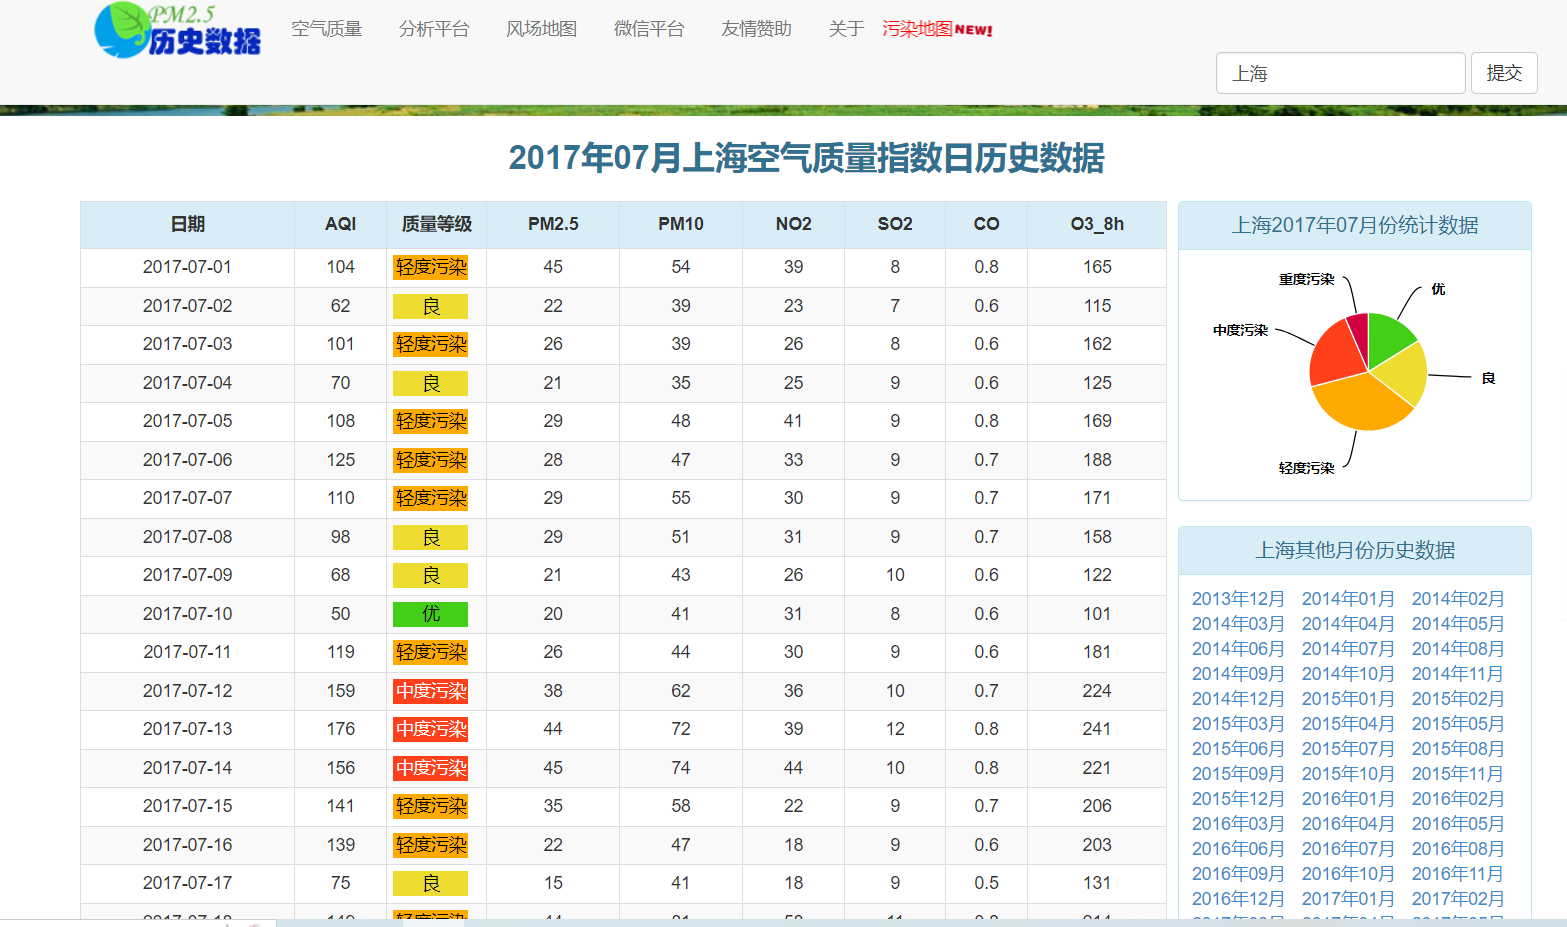 PM2.5
历史数据
空气质量 分析平台 风场地图 微信平台 友情赞助 关于 污染地图NEW!
上海 提交
2017年07月上海空气质量指数日历史数据
日期 AQI 质量等级 PM2.5 PM10 NO2 SO2 CO O3_8h
2017-07-01 104 轻度污染 45 54 39 8 0.8 165
2017-07-02 62 良 22 39 23 7 0.6 115
2017-07-03 101 轻度污染 26 39 26 8 0.6 162
2017-07-04 70 良 21 35 25 9 0.6 125
2017-07-05 108 轻度污染 29 48 41 9 0.8 169
2017-07-06 125 轻度污染 28 47 33 9 0.7 188
2017-07-07 110 轻度污染 29 55 30 9 0.7 171
2017-07-08 98 良 29 51 31 9 0.7 158
2017-07-09 68 良 21 43 26 10 0.6 122
2017-07-10 50 优 20 41 31 8 0.6 101
2017-07-11 119 轻度污染 26 44 30 9 0.6 181
2017-07-12 159 中度污染 38 62 36 10 0.7 224
2017-07-13 176 中度污染 44 72 39 12 0.8 241
2017-07-14 156 中度污染 45 74 44 10 0.8 221
2017-07-15 141 轻度污染 35 58 22 9 0.7 206
2017-07-16 139 轻度污染 22 47 18 9 0.6 203
2017-07-17 75 良 15 41 18 9 0.5 131
上海2017年07月份统计数据
重度污染
优
中度污染
良
轻度污染
上海其他月份历史数据
2013年12月 2014年01月 2014年02月
2014年03月 2014年04月 2014年05月
2014年06月 2014年07月 2014年08月
2014年09月 2014年10月 2014年11月
2014年12月 2015年01月 2015年02月
2015年03月 2015年04月 2015年05月
2015年06月 2015年07月 2015年08月
2015年09月 2015年10月 2015年11月
2015年12月 2016年01月 2016年02月
2016年03月 2016年04月 2016年05月
2016年06月 2016年07月 2016年08月
2016年09月 2016年10月 2016年11月
2016年12月 2017年01月 2017年02月